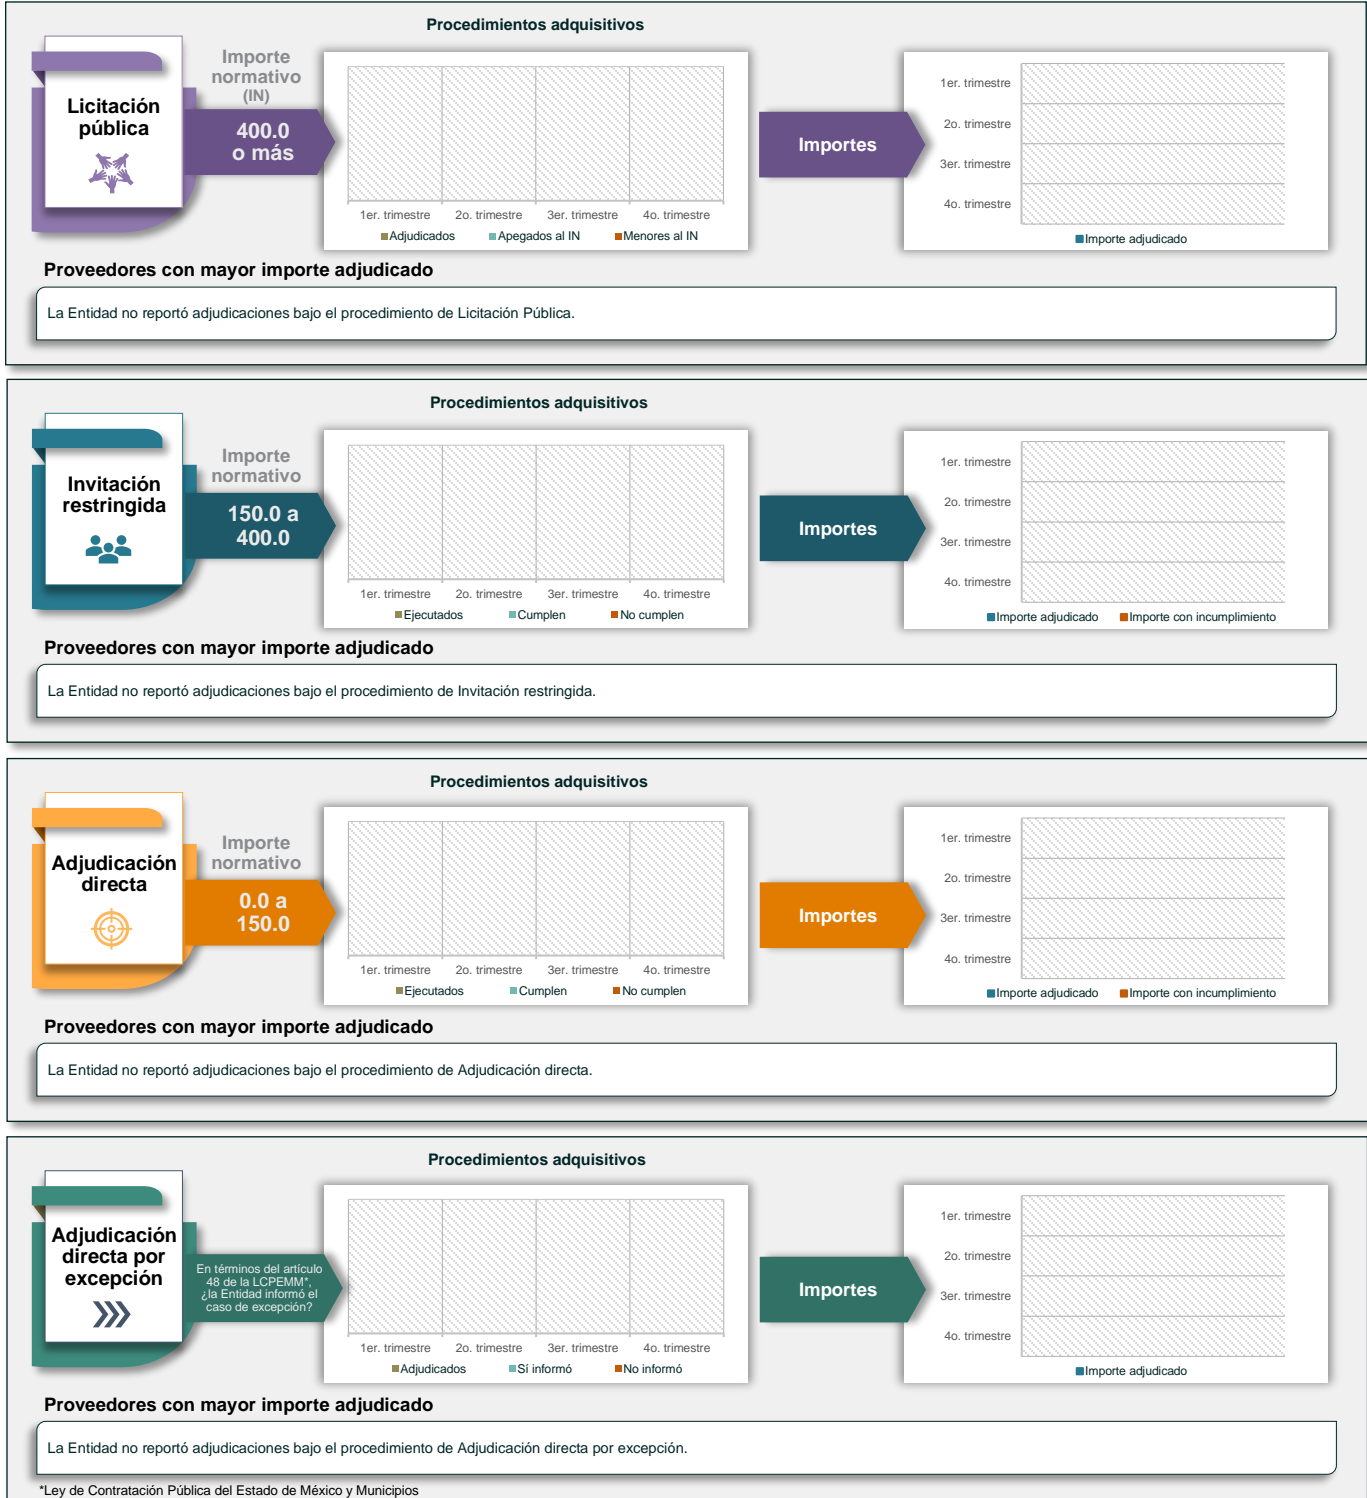 Procedimientos adquisitivos
Licitación
pública
Importe
normativo
(IN)
400.0
o más
1er. trimestre 2o. trimestre 3er. trimestre 4o. trimestre
Adjudicados Apegados al IN Menores al IN
Importes
1er. trimestre
2o. trimestre
3er. trimestre
4o. trimestre
Importe adjudicado
Proveedores con mayor importe adjudicado
La Entidad no reportó adjudicaciones bajo el procedimiento de Licitación Pública.
Procedimientos adquisitivos
Invitación
restringida
Importe
normativo
150.0 a
400.0
1er. trimestre 2o. trimestre 3er. trimestre 4o. trimestre
Ejecutados Cumplen No cumplen
Importes
1er. trimestre
2o. trimestre
3er. trimestre
4o. trimestre
Importe adjudicado Importe con incumplimiento
Proveedores con mayor importe adjudicado
La Entidad no reportó adjudicaciones bajo el procedimiento de Invitación restringida.
Procedimientos adquisitivos
Adjudicación
directa
Importe
normativo
0.0 a
150.0
1er. trimestre 2o. trimestre 3er. trimestre 4o. trimestre
Ejecutados Cumplen No cumplen
Importes
1er. trimestre
2o. trimestre
3er. trimestre
4o. trimestre
Importe adjudicado Importe con incumplimiento
Proveedores con mayor importe adjudicado
La Entidad no reportó adjudicaciones bajo el procedimiento de Adjudicación directa.
Procedimientos adquisitivos
Adjudicación
directa por
excepción
En términos del artículo
48 de la LCPEMM*,
¿la Entidad informó el
caso de excepción?
1er. trimestre 2o. trimestre 3er. trimestre 4o. trimestre
Adjudicados Sí informó No informó
Importes
1er. trimestre
2o. trimestre
3er. trimestre
4o. trimestre
Importe adjudicado
Proveedores con mayor importe adjudicado
La Entidad no reportó adjudicaciones bajo el procedimiento de Adjudicación directa por excepción.
*Ley de Contratación Pública del Estado de México y Municipios